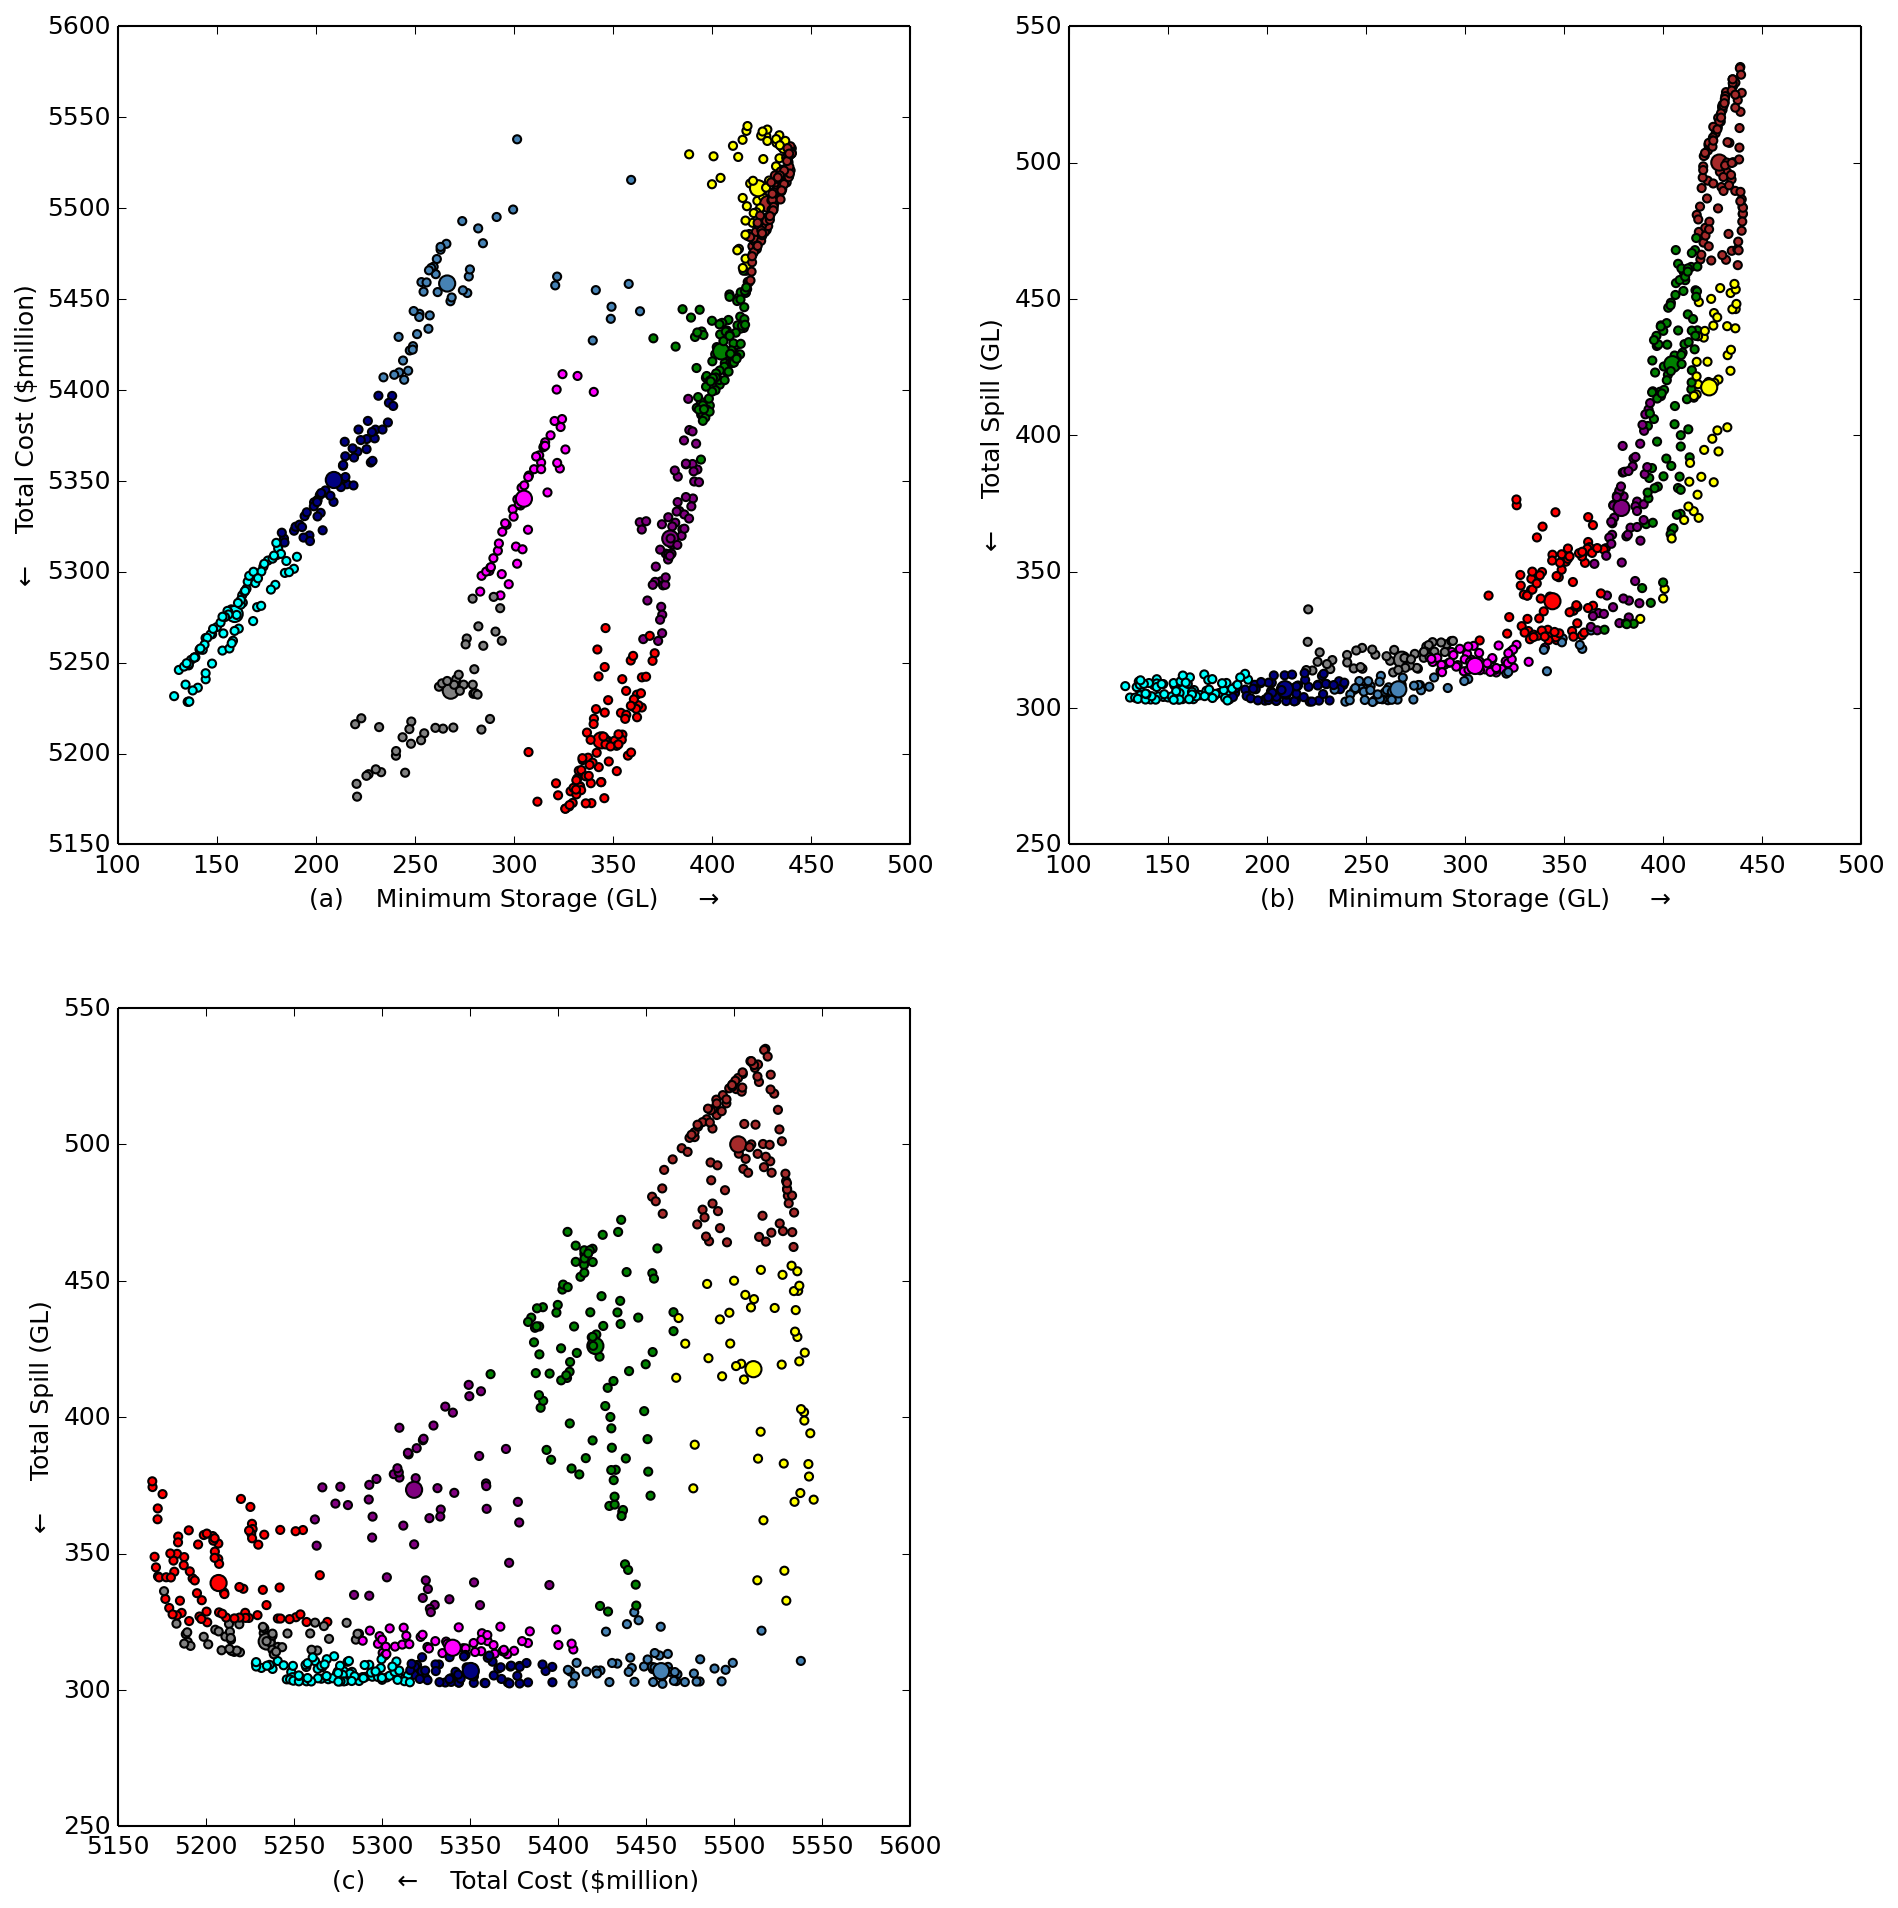 5600
5550
5500
5450
5400
5350
5300
5250
5200
5150
← Total Cost ($million)
100 150 200 250 300 350 400 450 500
(a) Minimum Storage (GL) →
550
500
450
400
350
300
250
← Total Spill (GL)
100 150 200 250 300 350 400 450 500
(b) Minimum Storage (GL) →
550
500
450
400
350
300
250
← Total Spill (GL)
5150 5200 5250 5300 5350 5400 5450 5500 5550 5600
(c) ← Total Cost ($million)